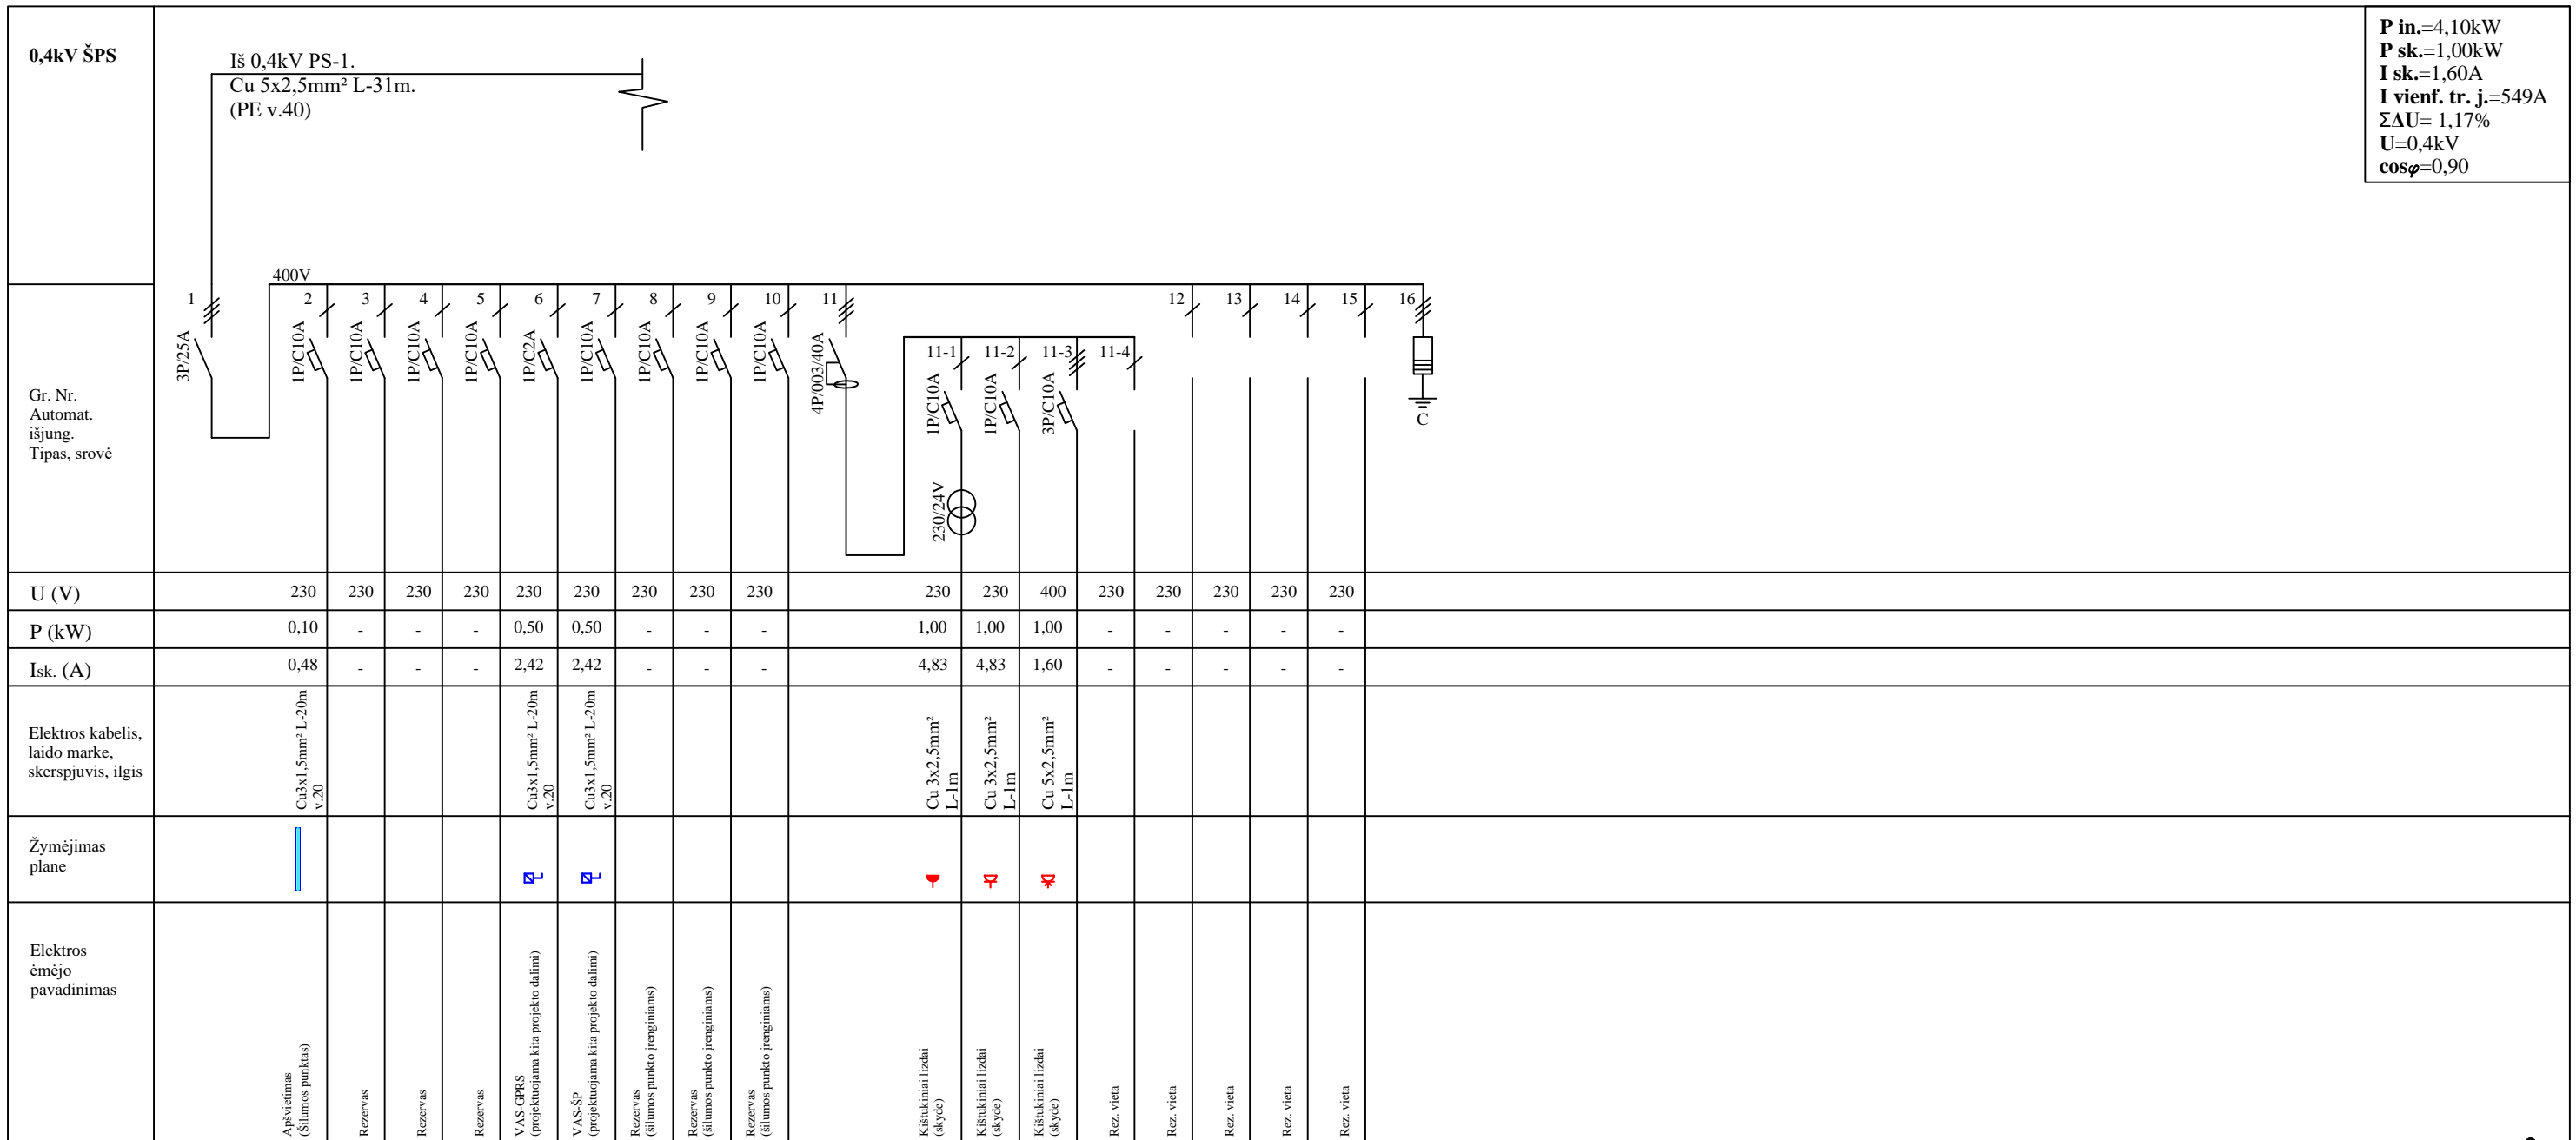 0,4kV ŠPS
Iš 0,4kV PS-1.
Cu 5x2,5mm² L-31m.
(PE v.40)
P in.=4,10kW
P sk.=1,00kW
I sk.=1,60A
I vienf. tr. j.=549A
ΣΔU= 1,17%
U=0,4kV
cosφ=0,90
400V
1 2 3 4 5 6 7 8 9 10 11 12 13 14 15 16
3P/25A
1P/C10A
1P/C10A
1P/C10A
1P/C10A
1P/C2A
1P/C10A
1P/C10A
1P/C10A
1P/C10A
4P/003/40A
11-1 11-2 11-3 11-4
1P/C10A
1P/C10A
3P/C10A
230/24V
C
Gr. Nr.
Automat.
išjung.
Tipas, srovė
U (V) 230 230 230 230 230 230 230 230 230 230 230 400 230 230 230 230 230
P (kW) 0,10 - - - 0,50 0,50 - - - 1,00 1,00 1,00 - - - - -
Isk. (A) 0,48 - - - 2,42 2,42 - - - 4,83 4,83 1,60 - - - - -
Elektros kabelis,
laido marke,
skerspjuvis, ilgis
Cu3x1,5mm² L-20m
v.20
Cu3x1,5mm² L-20m
v.20
Cu3x1,5mm² L-20m
v.20
Cu 3x2,5mm²
L-1m
Cu 3x2,5mm²
L-1m
Cu 5x2,5mm²
L-1m
Žymėjimas
plane
Elektros
ėmėjo
pavadinimas
Apšvietimas
(Šilumos punktas)
Rezervas
Rezervas
Rezervas
VAS-GPRS
(projektuojama kita projekto dalimi)
VAS-ŠP
(projektuojama kita projekto dalimi)
Rezervas
(šilumos punkto įrenginiams)
Rezervas
(šilumos punkto įrenginiams)
Rezervas
(šilumos punkto įrenginiams)
Kištukiniai lizdai
(skyde)
Kištukiniai lizdai
(skyde)
Kištukiniai lizdai
(skyde)
Rez. vieta
Rez. vieta
Rez. vieta
Rez. vieta
Rez. vieta